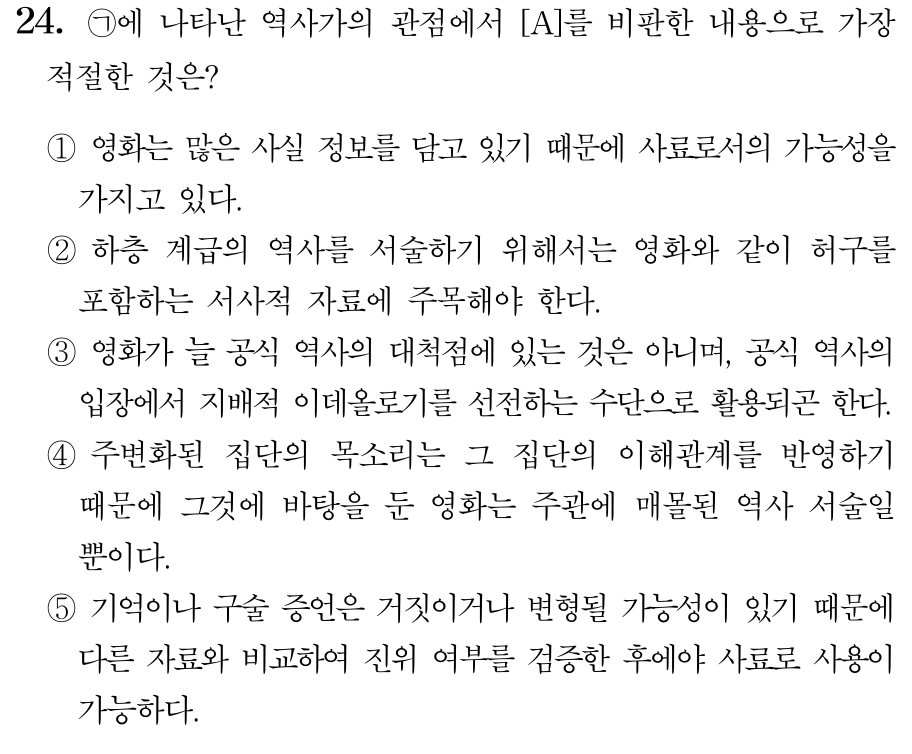 24. ㉠에 나타난 역사가의 관점에서 [A]를 비판한 내용으로 가장
적절한 것은?
① 영화는 많은 사실 정보를 담고 있기 때문에 사료로서의 가능성을
가지고 있다.
② 하층 계급의 역사를 서술하기 위해서는 영화와 같이 허구를
포함하는 서사적 자료에 주목해야 한다.
③ 영화가 늘 공식 역사의 대척점에 있는 것은 아니며, 공식 역사의
입장에서 지배적 이데올로기를 선전하는 수단으로 활용되곤 한다.
④ 주변화된 집단의 목소리는 그 집단의 이해관계를 반영하기
때문에 그것에 바탕을 둔 영화는 주관에 매몰된 역사 서술일
뿐이다.
⑤ 기억이나 구술 증언은 거짓이거나 변형될 가능성이 있기 때문에
다른 자료와 비교하여 진위 여부를 검증한 후에야 사료로 사용이
가능하다.